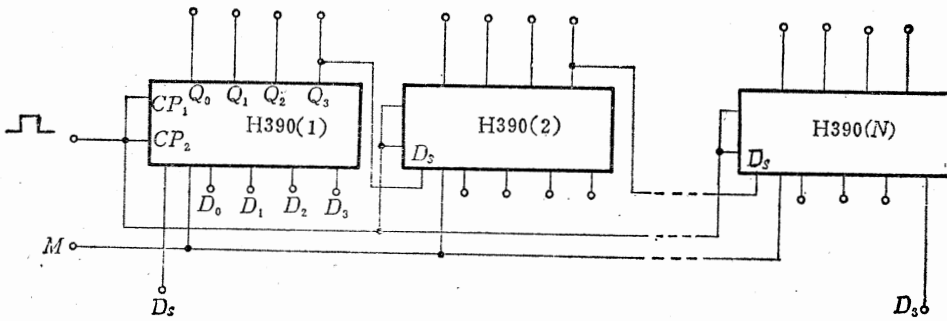 Q₀ Q₁ Q₂ Q₃
CP₁
H390(1)
CP₂
D₀ D₁ D₂ D₃
M
Ds
H390(2)
Ds
H390(N)
Ds
D₃